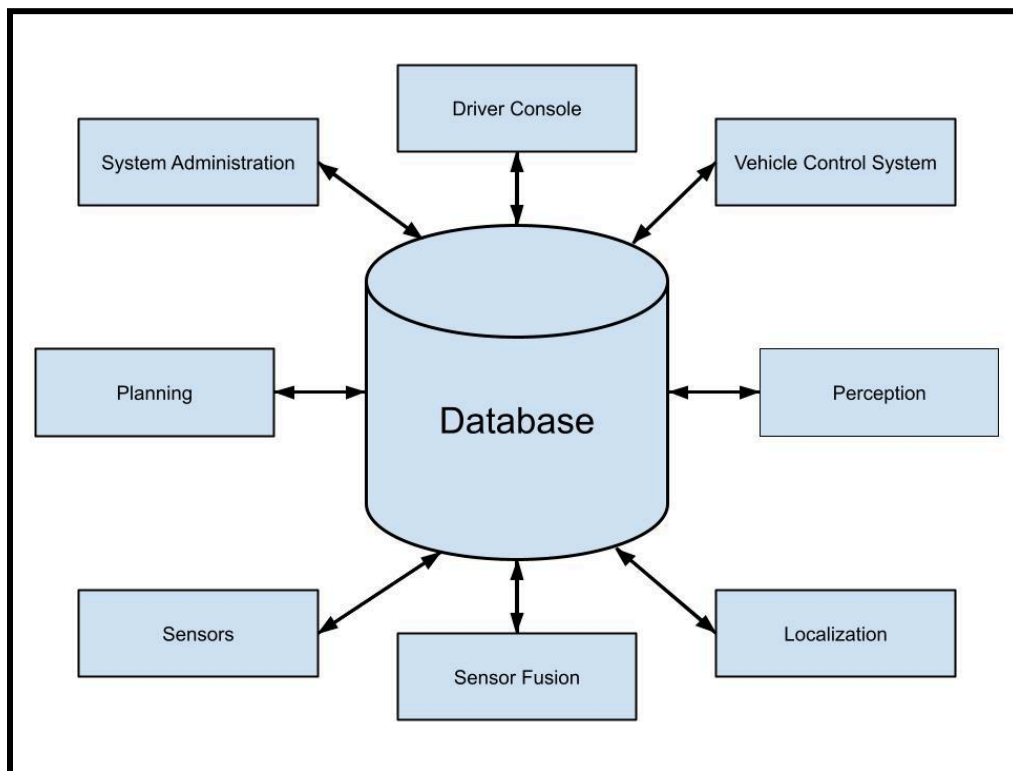 Driver Console
System Administration
Vehicle Control System
Planning
Database
Perception
Sensors
Sensor Fusion
Localization